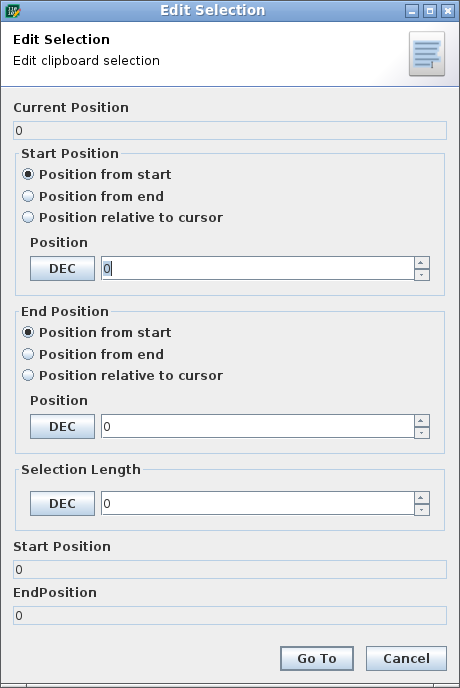 Edit Selection
Edit Selection
Edit clipboard selection
Current Position
0
Start Position
Position from start
Position from end
Position relative to cursor
Position
DEC 0
End Position
Position from start
Position from end
Position relative to cursor
Position
DEC 0
Selection Length
DEC 0
Start Position
0
EndPosition
0
Go To Cancel